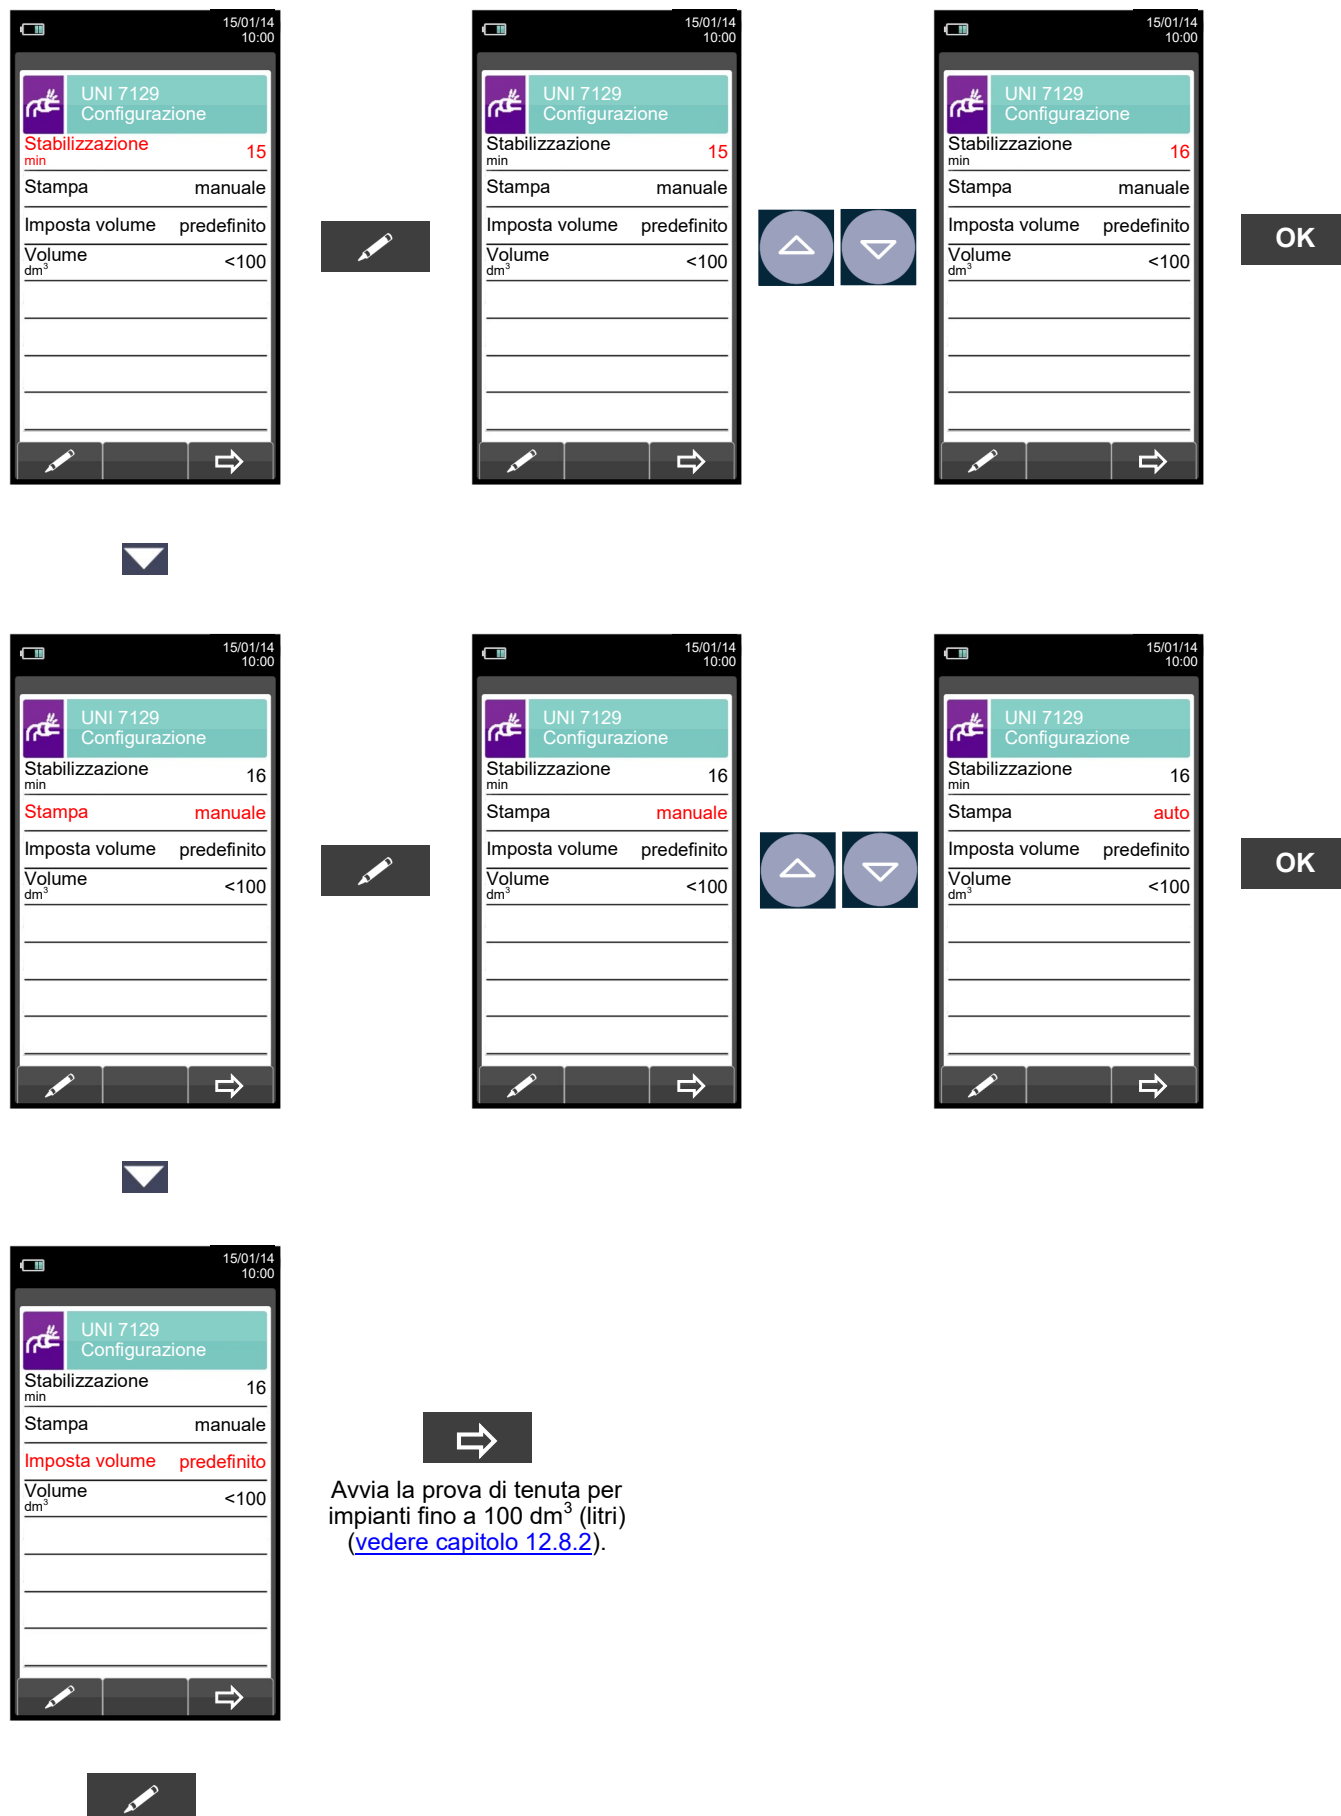 15/01/14
10:00
UNI 7129
Configurazione
Stabilizzazione
min
15
Stampa manuale
Imposta volume predefinito
Volume
dm³
<100
15/01/14
10:00
UNI 7129
Configurazione
Stabilizzazione
min
15
Stampa manuale
Imposta volume predefinito
Volume
dm³
<100
15/01/14
10:00
UNI 7129
Configurazione
Stabilizzazione
min
16
Stampa manuale
Imposta volume predefinito
Volume
dm³
<100
OK
15/01/14
10:00
UNI 7129
Configurazione
Stabilizzazione
min
16
Stampa manuale
Imposta volume predefinito
Volume
dm³
<100
15/01/14
10:00
UNI 7129
Configurazione
Stabilizzazione
min
16
Stampa manuale
Imposta volume predefinito
Volume
dm³
<100
15/01/14
10:00
UNI 7129
Configurazione
Stabilizzazione
min
16
Stampa auto
Imposta volume predefinito
Volume
dm³
<100
OK
15/01/14
10:00
UNI 7129
Configurazione
Stabilizzazione
min
16
Stampa manuale
Imposta volume predefinito
Volume
dm³
<100
Avvia la prova di tenuta per
impianti fino a 100 dm³ (litri)
(vedere capitolo 12.8.2).